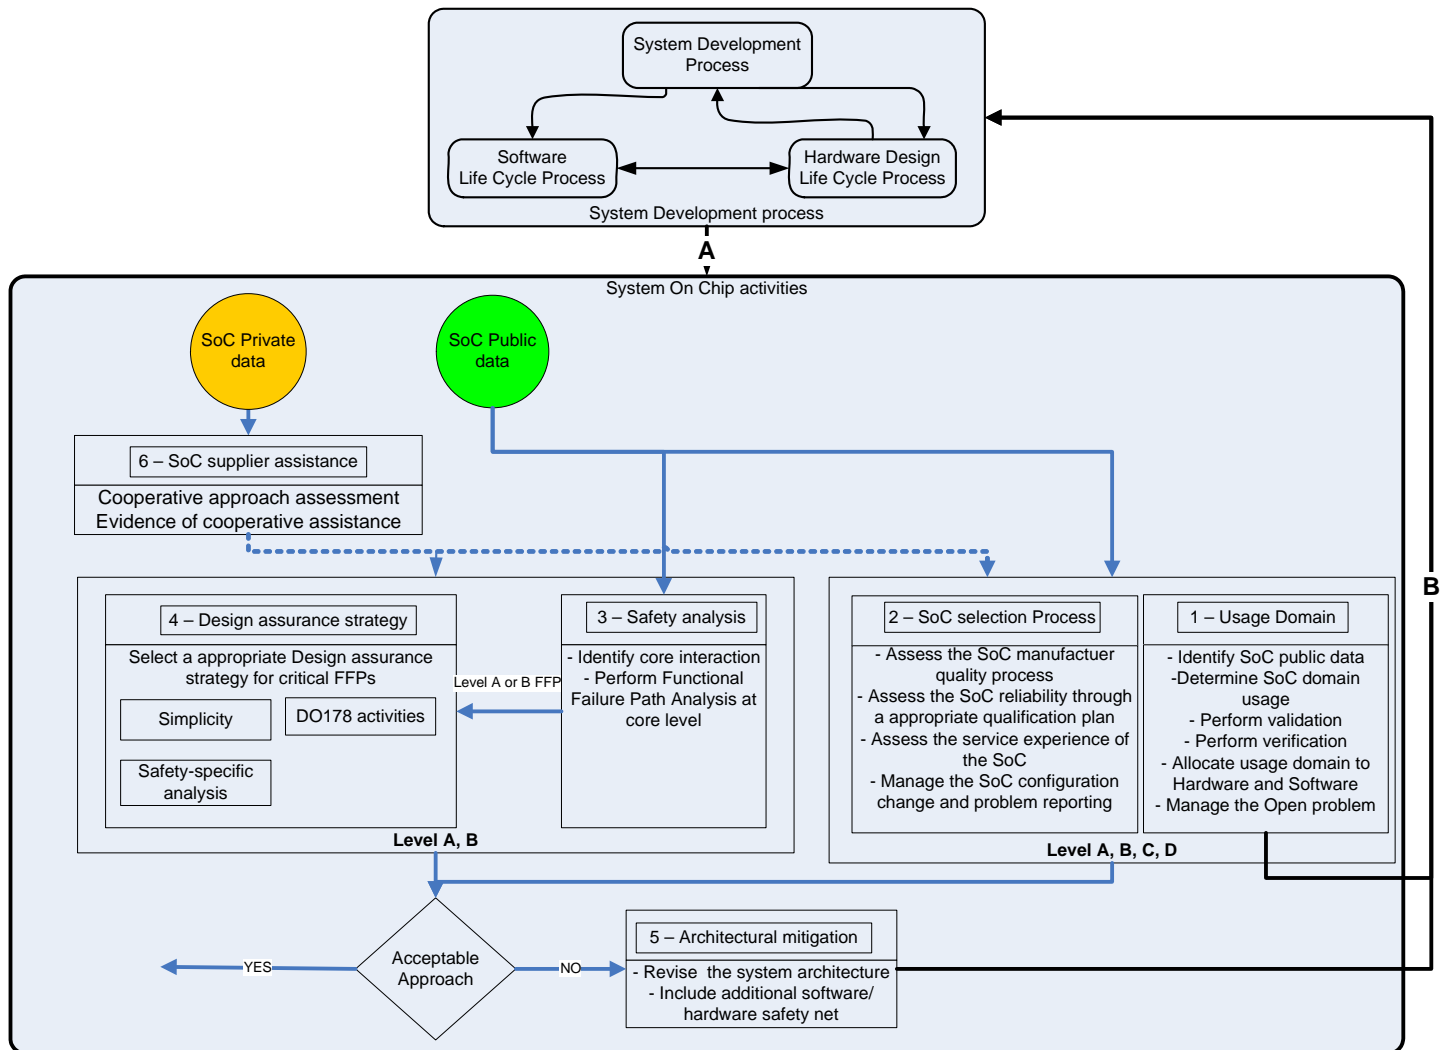 System Development
Process
Software
Life Cycle Process
Hardware Design
Life Cycle Process
System Development process
A
System On Chip activities
SoC Private
data
SoC Public
data
6 – SoC supplier assistance
Cooperative approach assessment
Evidence of cooperative assistance
B
4 – Design assurance strategy
Select a appropriate Design assurance
strategy for critical FFPs
Simplicity
DO178 activities
Safety-specific
analysis
Level A or B FFP
3 – Safety analysis
- Identify core interaction
- Perform Functional
Failure Path Analysis at
core level
Level A, B
2 – SoC selection Process
- Assess the SoC manufactuer
quality process
- Assess the SoC reliability through
a appropriate qualification plan
- Assess the service experience of
the SoC
- Manage the SoC configuration
change and problem reporting
1 – Usage Domain
- Identify SoC public data
-Determine SoC domain
usage
- Perform validation
- Perform verification
- Allocate usage domain to
Hardware and Software
- Manage the Open problem
Level A, B, C, D
Acceptable
Approach
YES
NO
5 – Architectural mitigation
- Revise the system architecture
- Include additional software/
hardware safety net